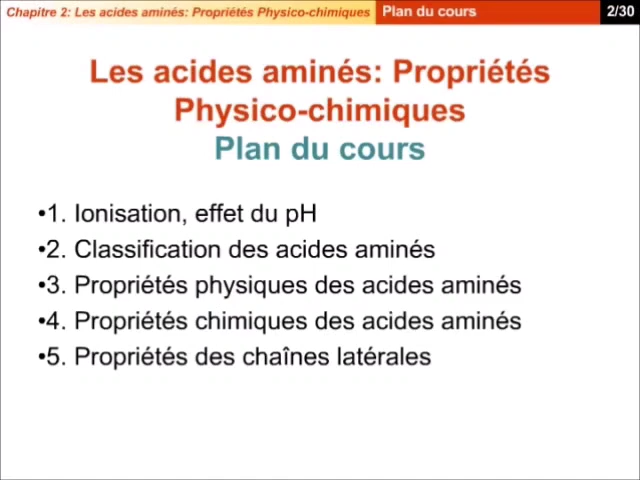 Chapitre 2: Les acides aminés: Propriétés Physico-chimiques Plan du cours 2/30
Les acides aminés: Propriétés
Physico-chimiques
Plan du cours
•1. Ionisation, effet du pH
•2. Classification des acides aminés
•3. Propriétés physiques des acides aminés
•4. Propriétés chimiques des acides aminés
•5. Propriétés des chaînes latérales